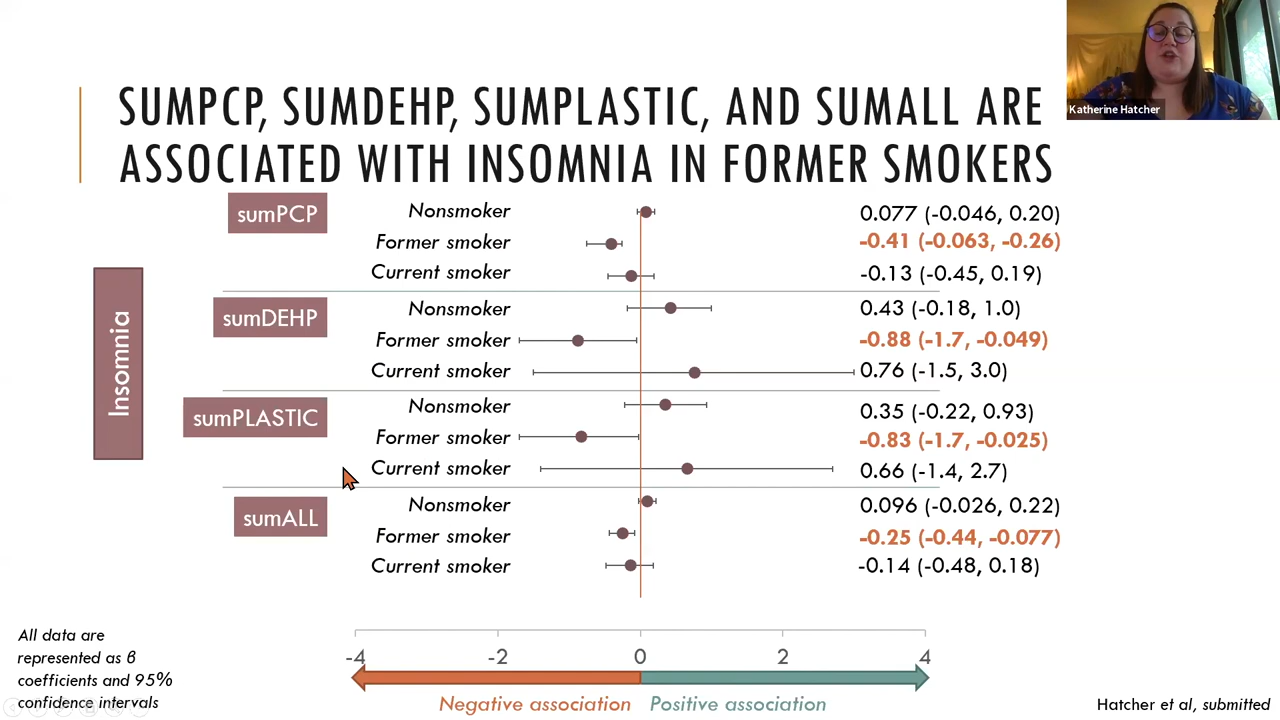 SUMPCP, SUMDEHP, SUMPLASTIC, AND SUMALL ARE
ASSOCIATED WITH INSOMNIA IN FORMER SMOKERS
Katherine Hatcher
Insomnia
sumPCP
Nonsmoker 0.077 (-0.046, 0.20)
Former smoker -0.41 (-0.063, -0.26)
Current smoker -0.13 (-0.45, 0.19)
sumDEHP
Nonsmoker 0.43 (-0.18, 1.0)
Former smoker -0.88 (-1.7, -0.049)
Current smoker 0.76 (-1.5, 3.0)
sumPLASTIC
Nonsmoker 0.35 (-0.22, 0.93)
Former smoker -0.83 (-1.7, -0.025)
Current smoker 0.66 (-1.4, 2.7)
sumALL
Nonsmoker 0.096 (-0.026, 0.22)
Former smoker -0.25 (-0.44, -0.077)
Current smoker -0.14 (-0.48, 0.18)
-4 -2 0 2 4
Negative association Positive association
All data are
represented as β
coefficients and 95%
confidence intervals
Hatcher et al, submitted